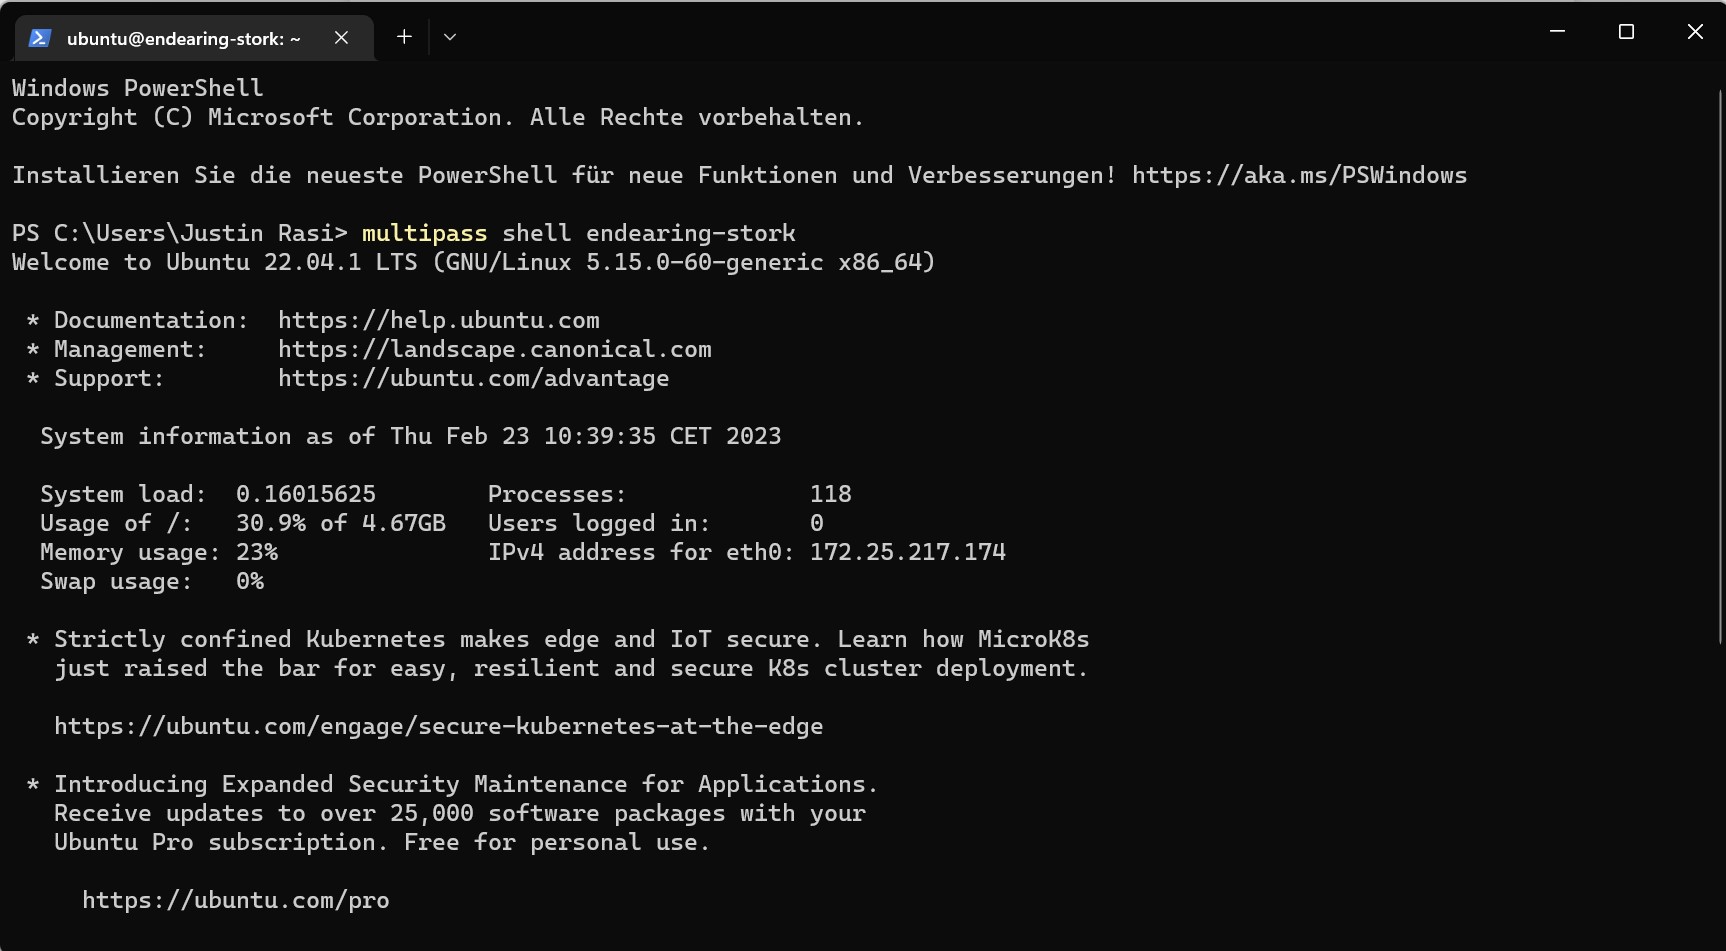 ubuntu@endearing-stork: ~
Windows PowerShell
Copyright (C) Microsoft Corporation. Alle Rechte vorbehalten.
Installieren Sie die neueste PowerShell für neue Funktionen und Verbesserungen! https://aka.ms/PSWindows
PS C:\Users\Justin Rasi> multipass shell endearing-stork
Welcome to Ubuntu 22.04.1 LTS (GNU/Linux 5.15.0-60-generic x86_64)
* Documentation:  https://help.ubuntu.com
* Management:     https://landscape.canonical.com
* Support:        https://ubuntu.com/advantage
System information as of Thu Feb 23 10:39:35 CET 2023
System load:  0.16015625        Processes:             118
Usage of /:   30.9% of 4.67GB   Users logged in:       0
Memory usage: 23%               IPv4 address for eth0: 172.25.217.174
Swap usage:   0%
* Strictly confined Kubernetes makes edge and IoT secure. Learn how MicroK8s
just raised the bar for easy, resilient and secure K8s cluster deployment.
https://ubuntu.com/engage/secure-kubernetes-at-the-edge
* Introducing Expanded Security Maintenance for Applications.
Receive updates to over 25,000 software packages with your
Ubuntu Pro subscription. Free for personal use.
https://ubuntu.com/pro